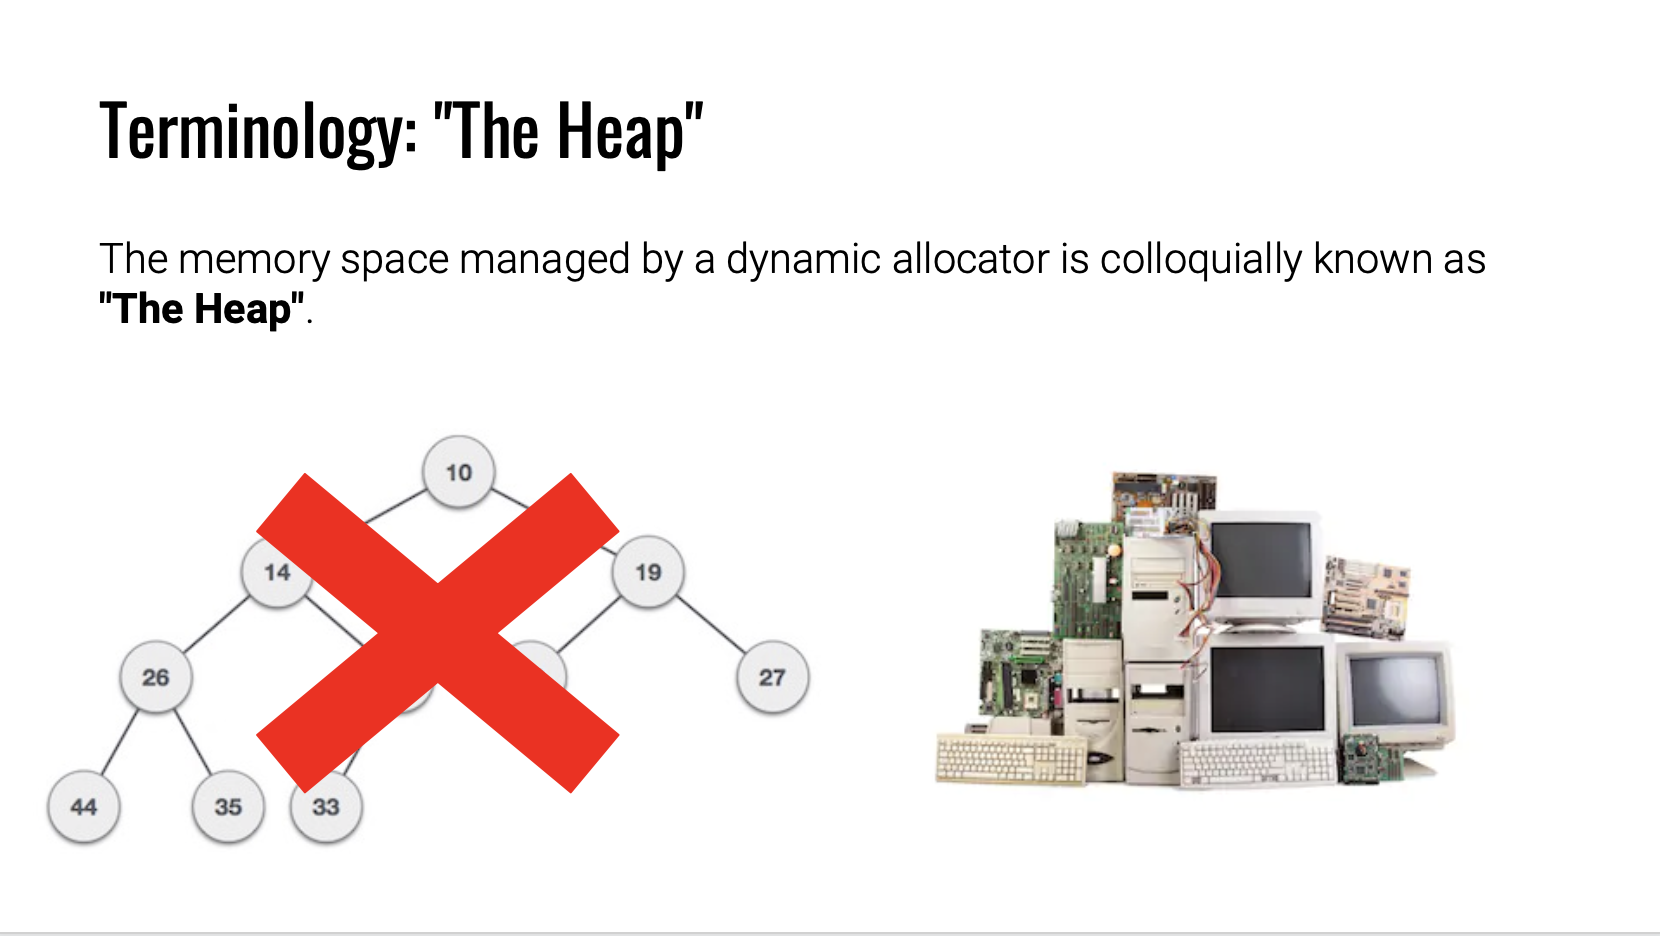 Terminology: "The Heap"
The memory space managed by a dynamic allocator is colloquially known as
"The Heap".
10
14
19
26
27
44
35
33